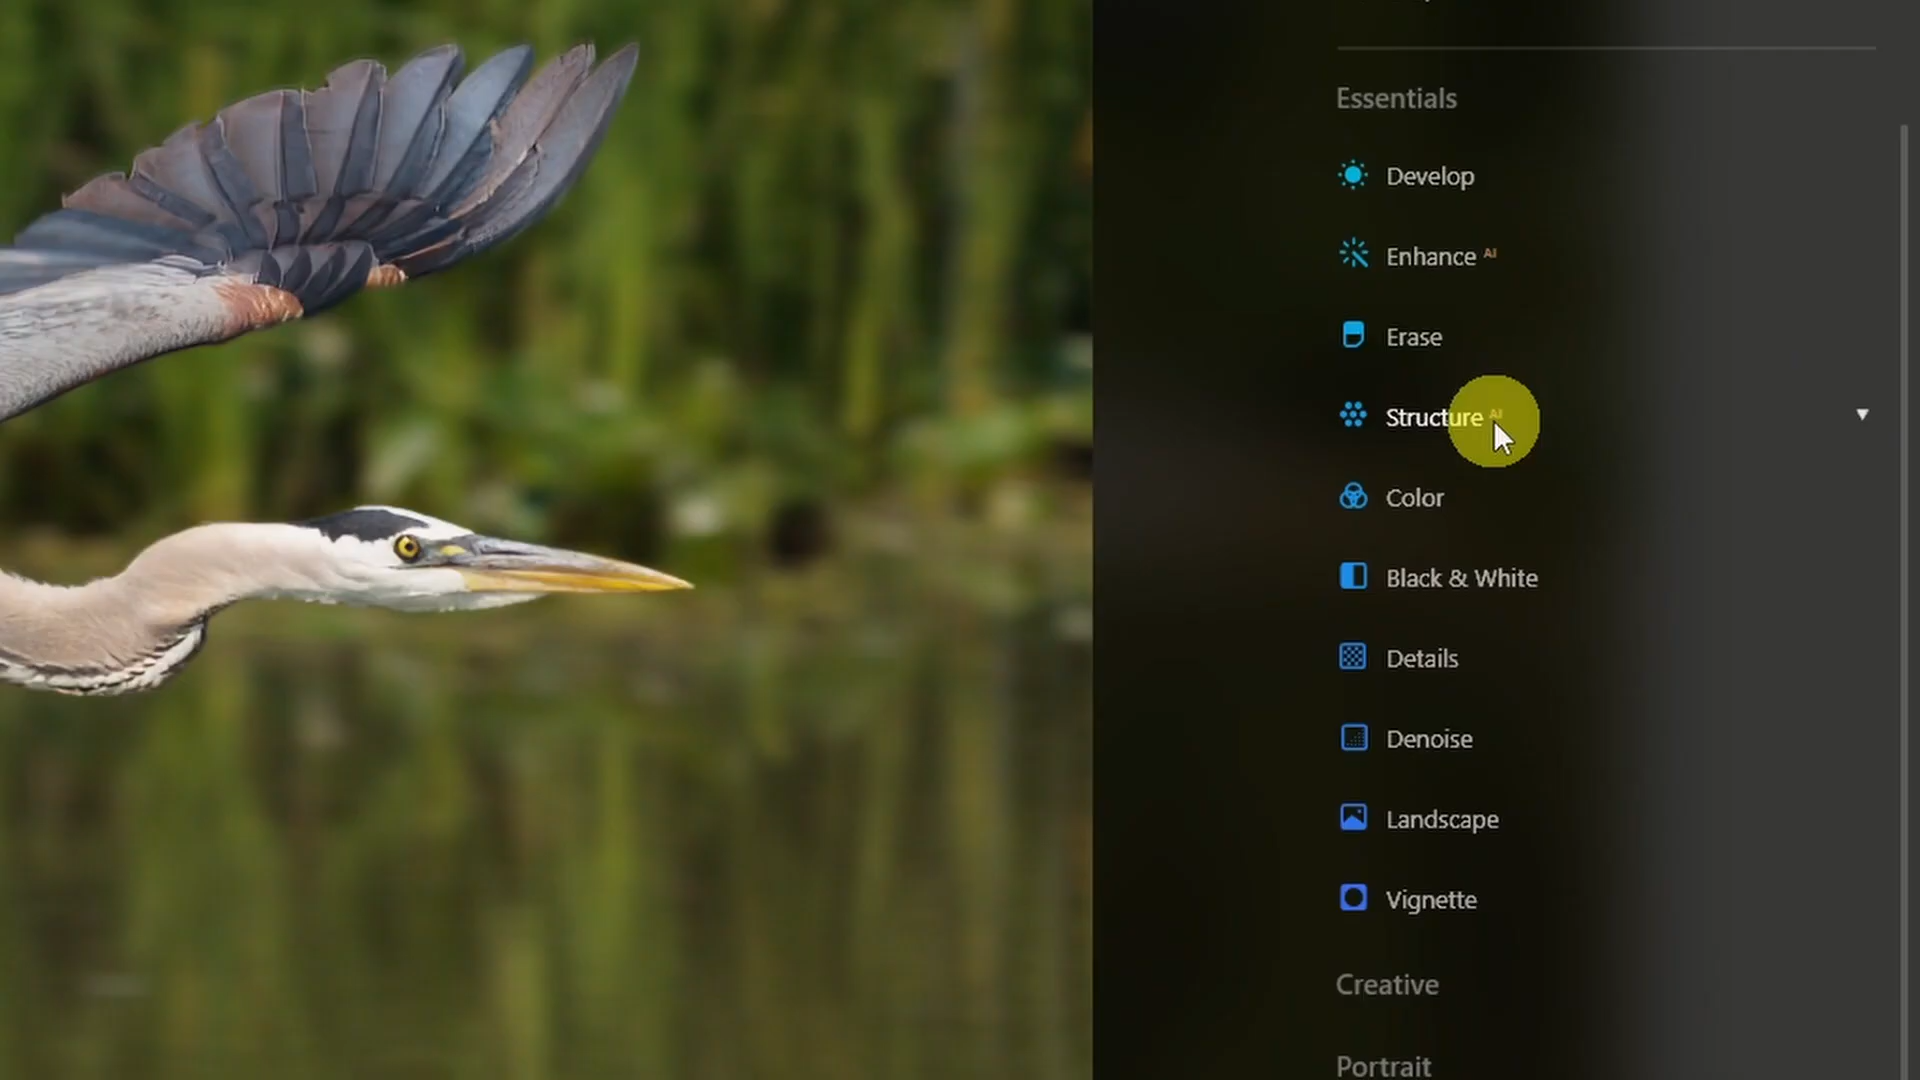 Essentials
Develop
Enhance AI
Erase
Structure AI
Color
Black & White
Details
Denoise
Landscape
Vignette
Creative
Portrait